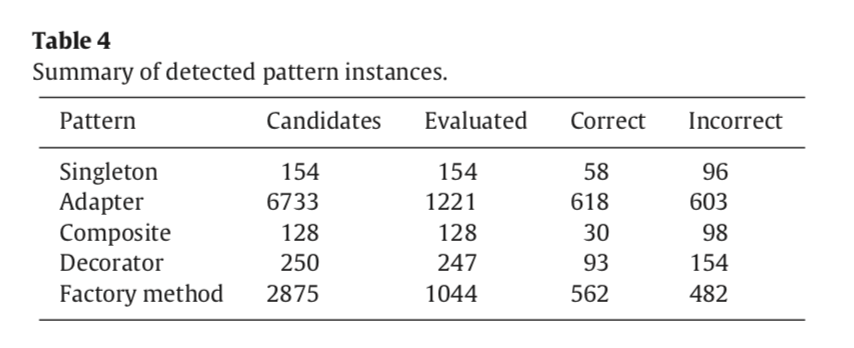 Table 4
Summary of detected pattern instances.
Pattern Candidates Evaluated Correct Incorrect
Singleton 154 154 58 96
Adapter 6733 1221 618 603
Composite 128 128 30 98
Decorator 250 247 93 154
Factory method 2875 1044 562 482